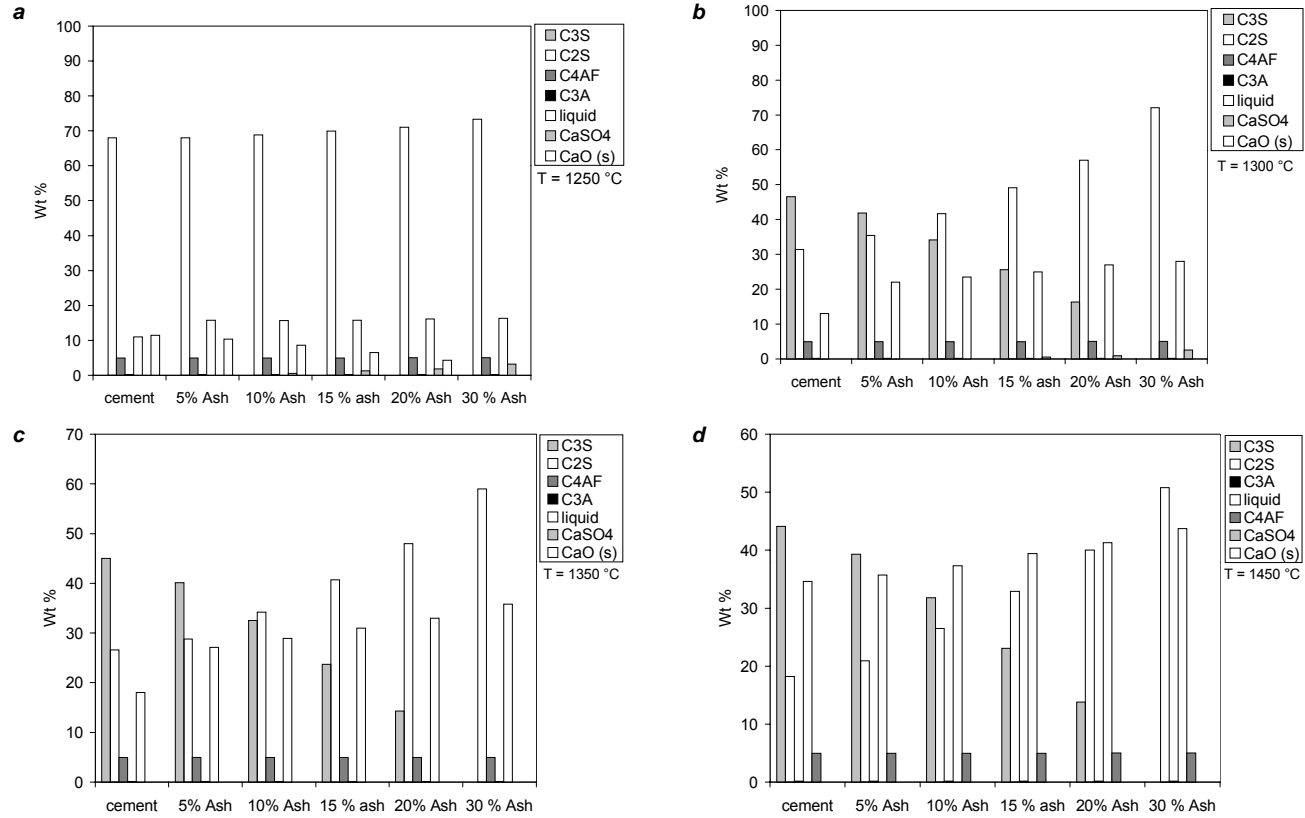 a
100
90
80
70
60
50
40
30
20
10
0
Wt %
cement 5% Ash 10% Ash 15 % ash 20% Ash 30 % Ash
C3S
C2S
C4AF
C3A
liquid
CaSO4
CaO (s)
T = 1250 °C
b
100
90
80
70
60
50
40
30
20
10
0
Wt %
cement 5% Ash 10% Ash 15% Ash 20% Ash 30 % Ash
C3S
C2S
C4AF
C3A
liquid
CaSO4
CaO (s)
T = 1300 °C
c
70
60
50
40
30
20
10
0
Wt %
cement 5% Ash 10% Ash 15 % ash 20% Ash 30 % Ash
C3S
C2S
C4AF
C3A
liquid
CaSO4
CaO (s)
T = 1350 °C
d
60
50
40
30
20
10
0
Wt %
cement 5% Ash 10% Ash 15 % ash 20% Ash 30 % Ash
C3S
C2S
C3A
liquid
C4AF
CaSO4
CaO (s)
T = 1450 °C